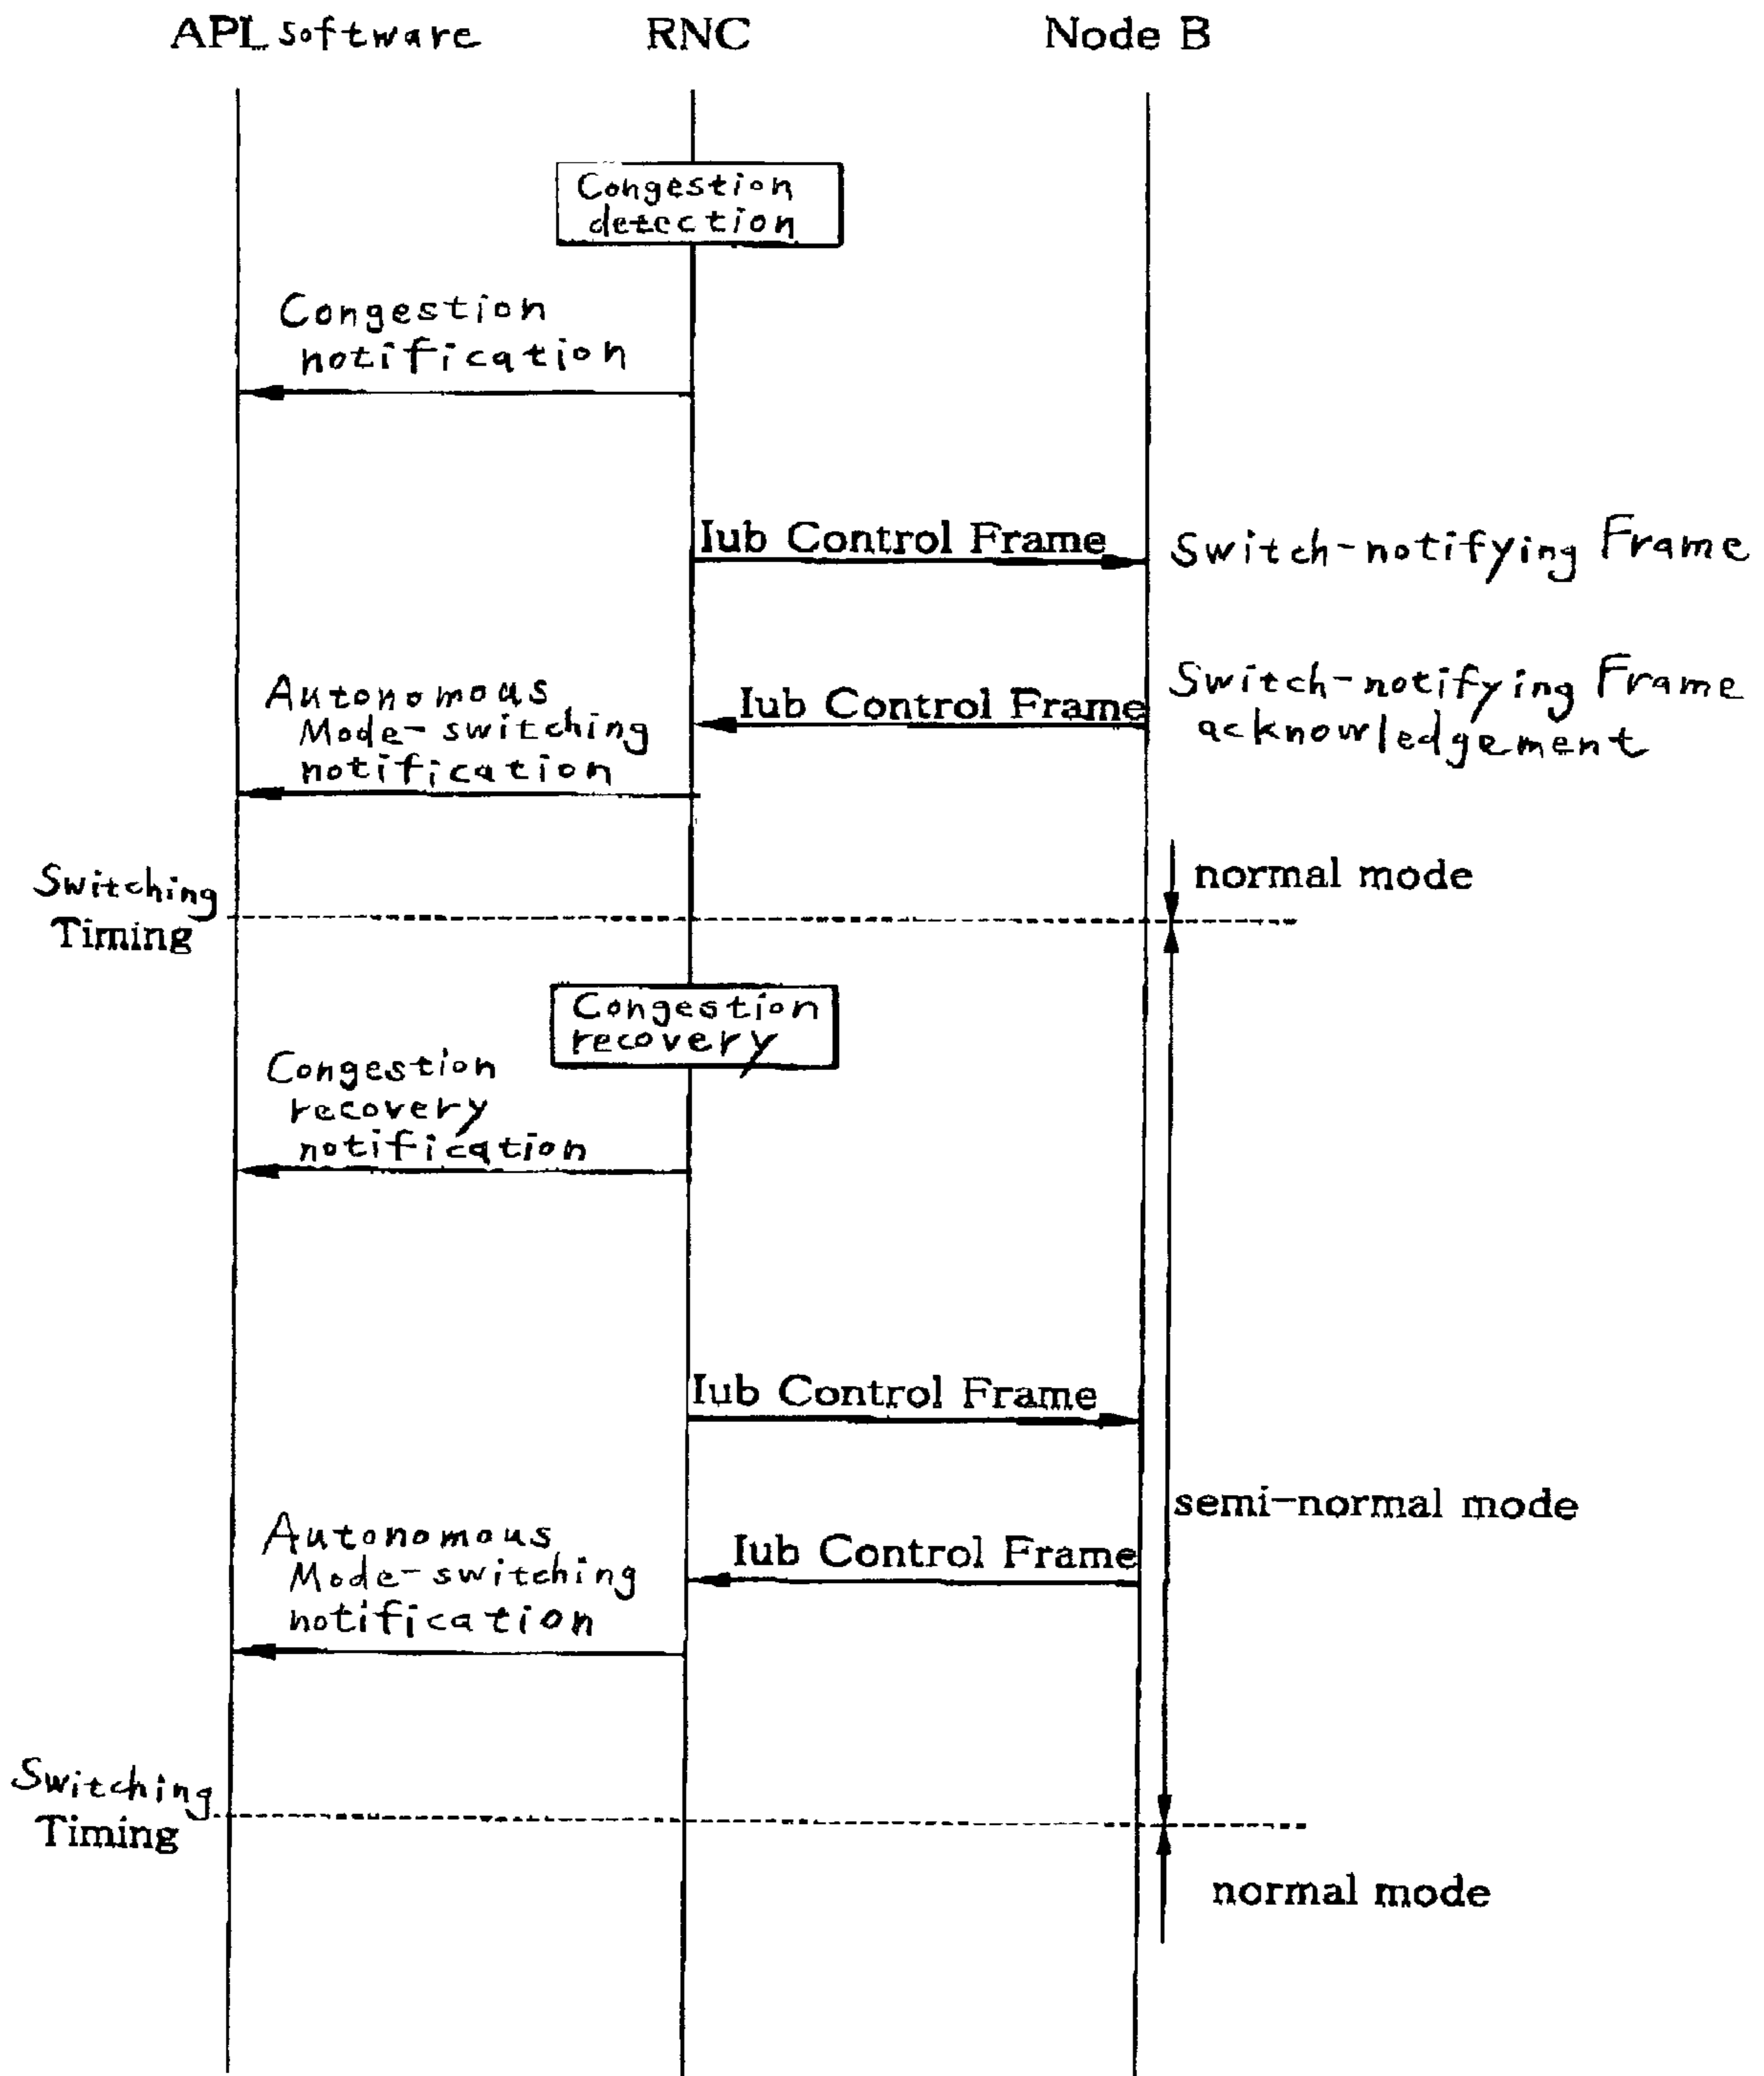 APL software
RNC
Node B
Congestion
detection
Congestion
notification
Iub Control Frame
Switch-notifying Frame
Autonomous
Mode-switching
notification
Iub Control Frame
Switch-notifying Frame
acknowledgement
normal mode
Switching
Timing
Congestion
recovery
Congestion
recovery
notification
Iub Control Frame
semi-normal mode
Autonomous
Mode-switching
notification
Iub Control Frame
Switching
Timing
normal mode